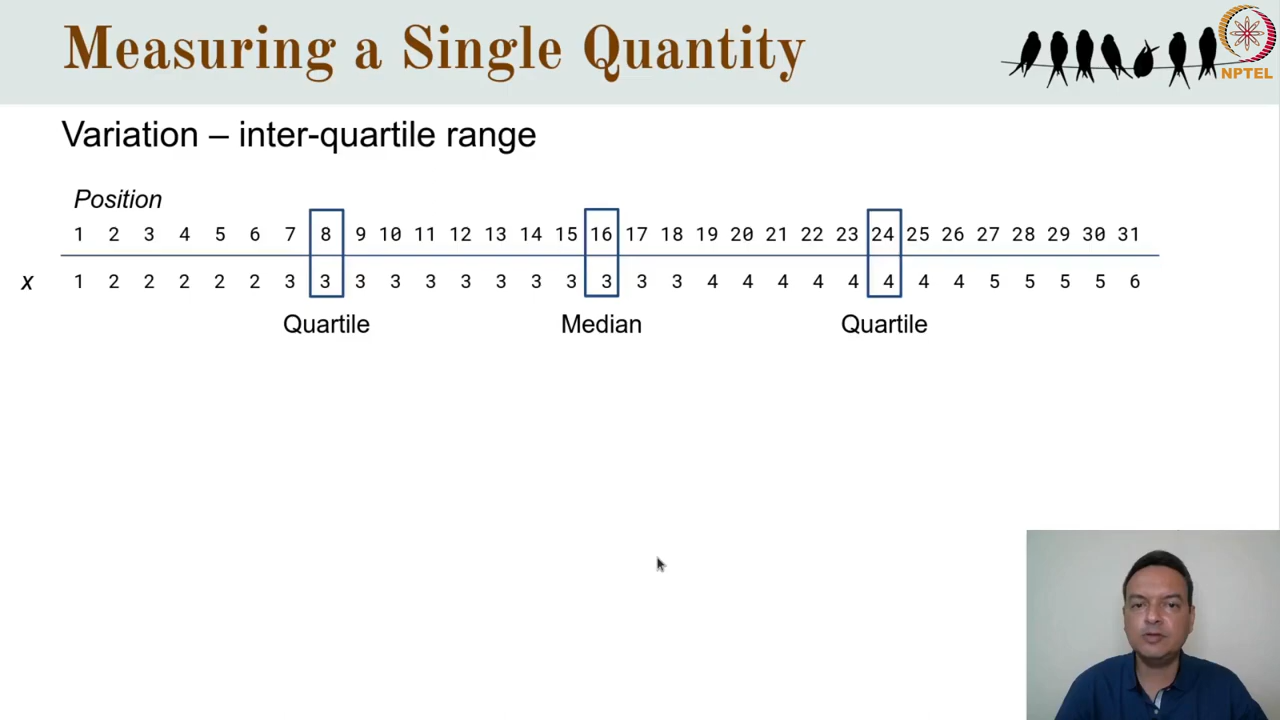 Measuring a Single Quantity
NPTEL
Variation – inter-quartile range
Position
1 2 3 4 5 6 7 8 9 10 11 12 13 14 15 16 17 18 19 20 21 22 23 24 25 26 27 28 29 30 31
x 1 2 2 2 2 2 3 3 3 3 3 3 3 3 3 3 3 3 4 4 4 4 4 4 4 4 5 5 5 5 6
Quartile Median Quartile